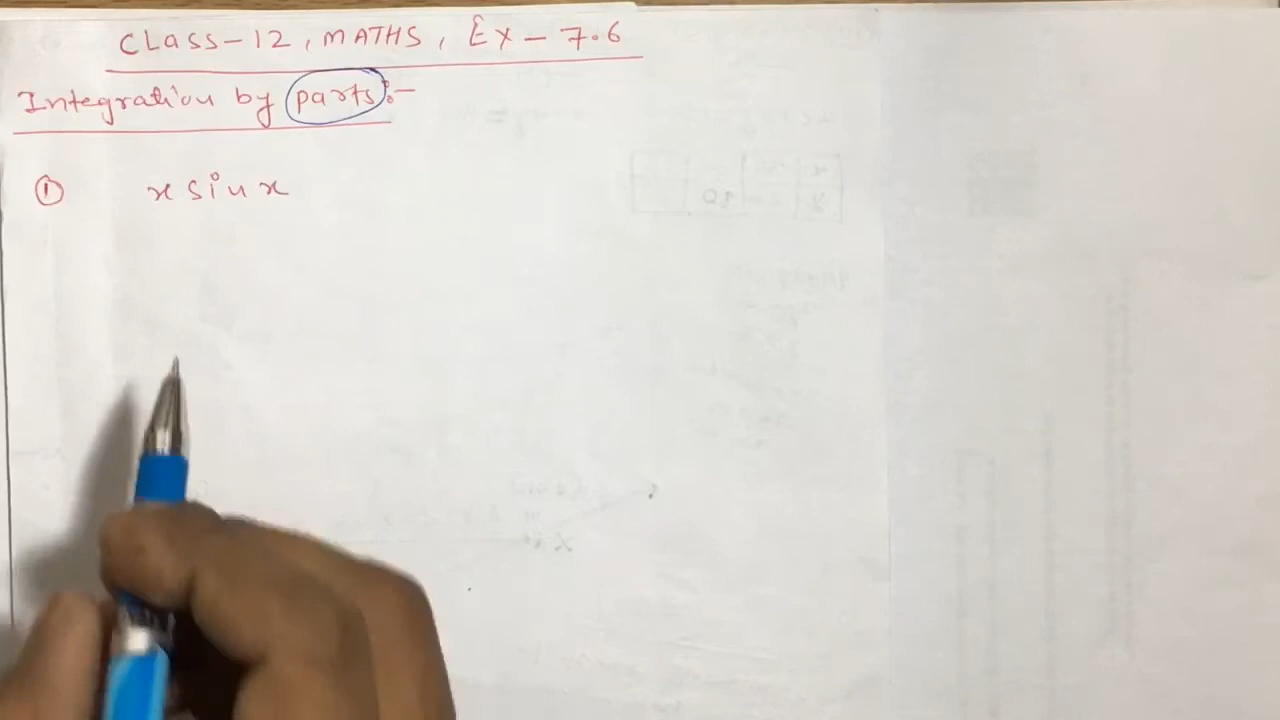 CLASS-12, MATHS, Ex-7.6
Integration by parts:-
① x sin x